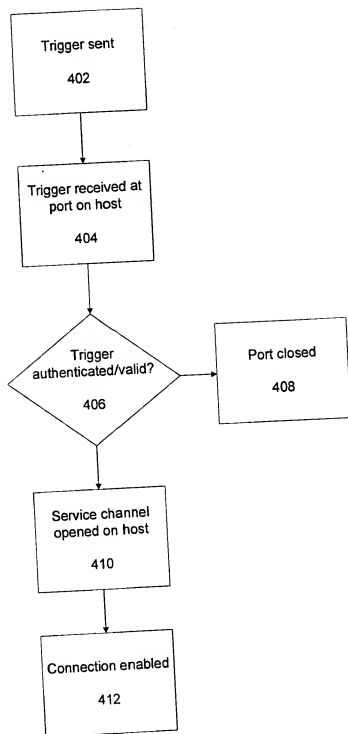 Trigger sent
402
Trigger received at
port on host
404
Trigger
authenticated/valid?
406
Port closed
408
Service channel
opened on host
410
Connection enabled
412